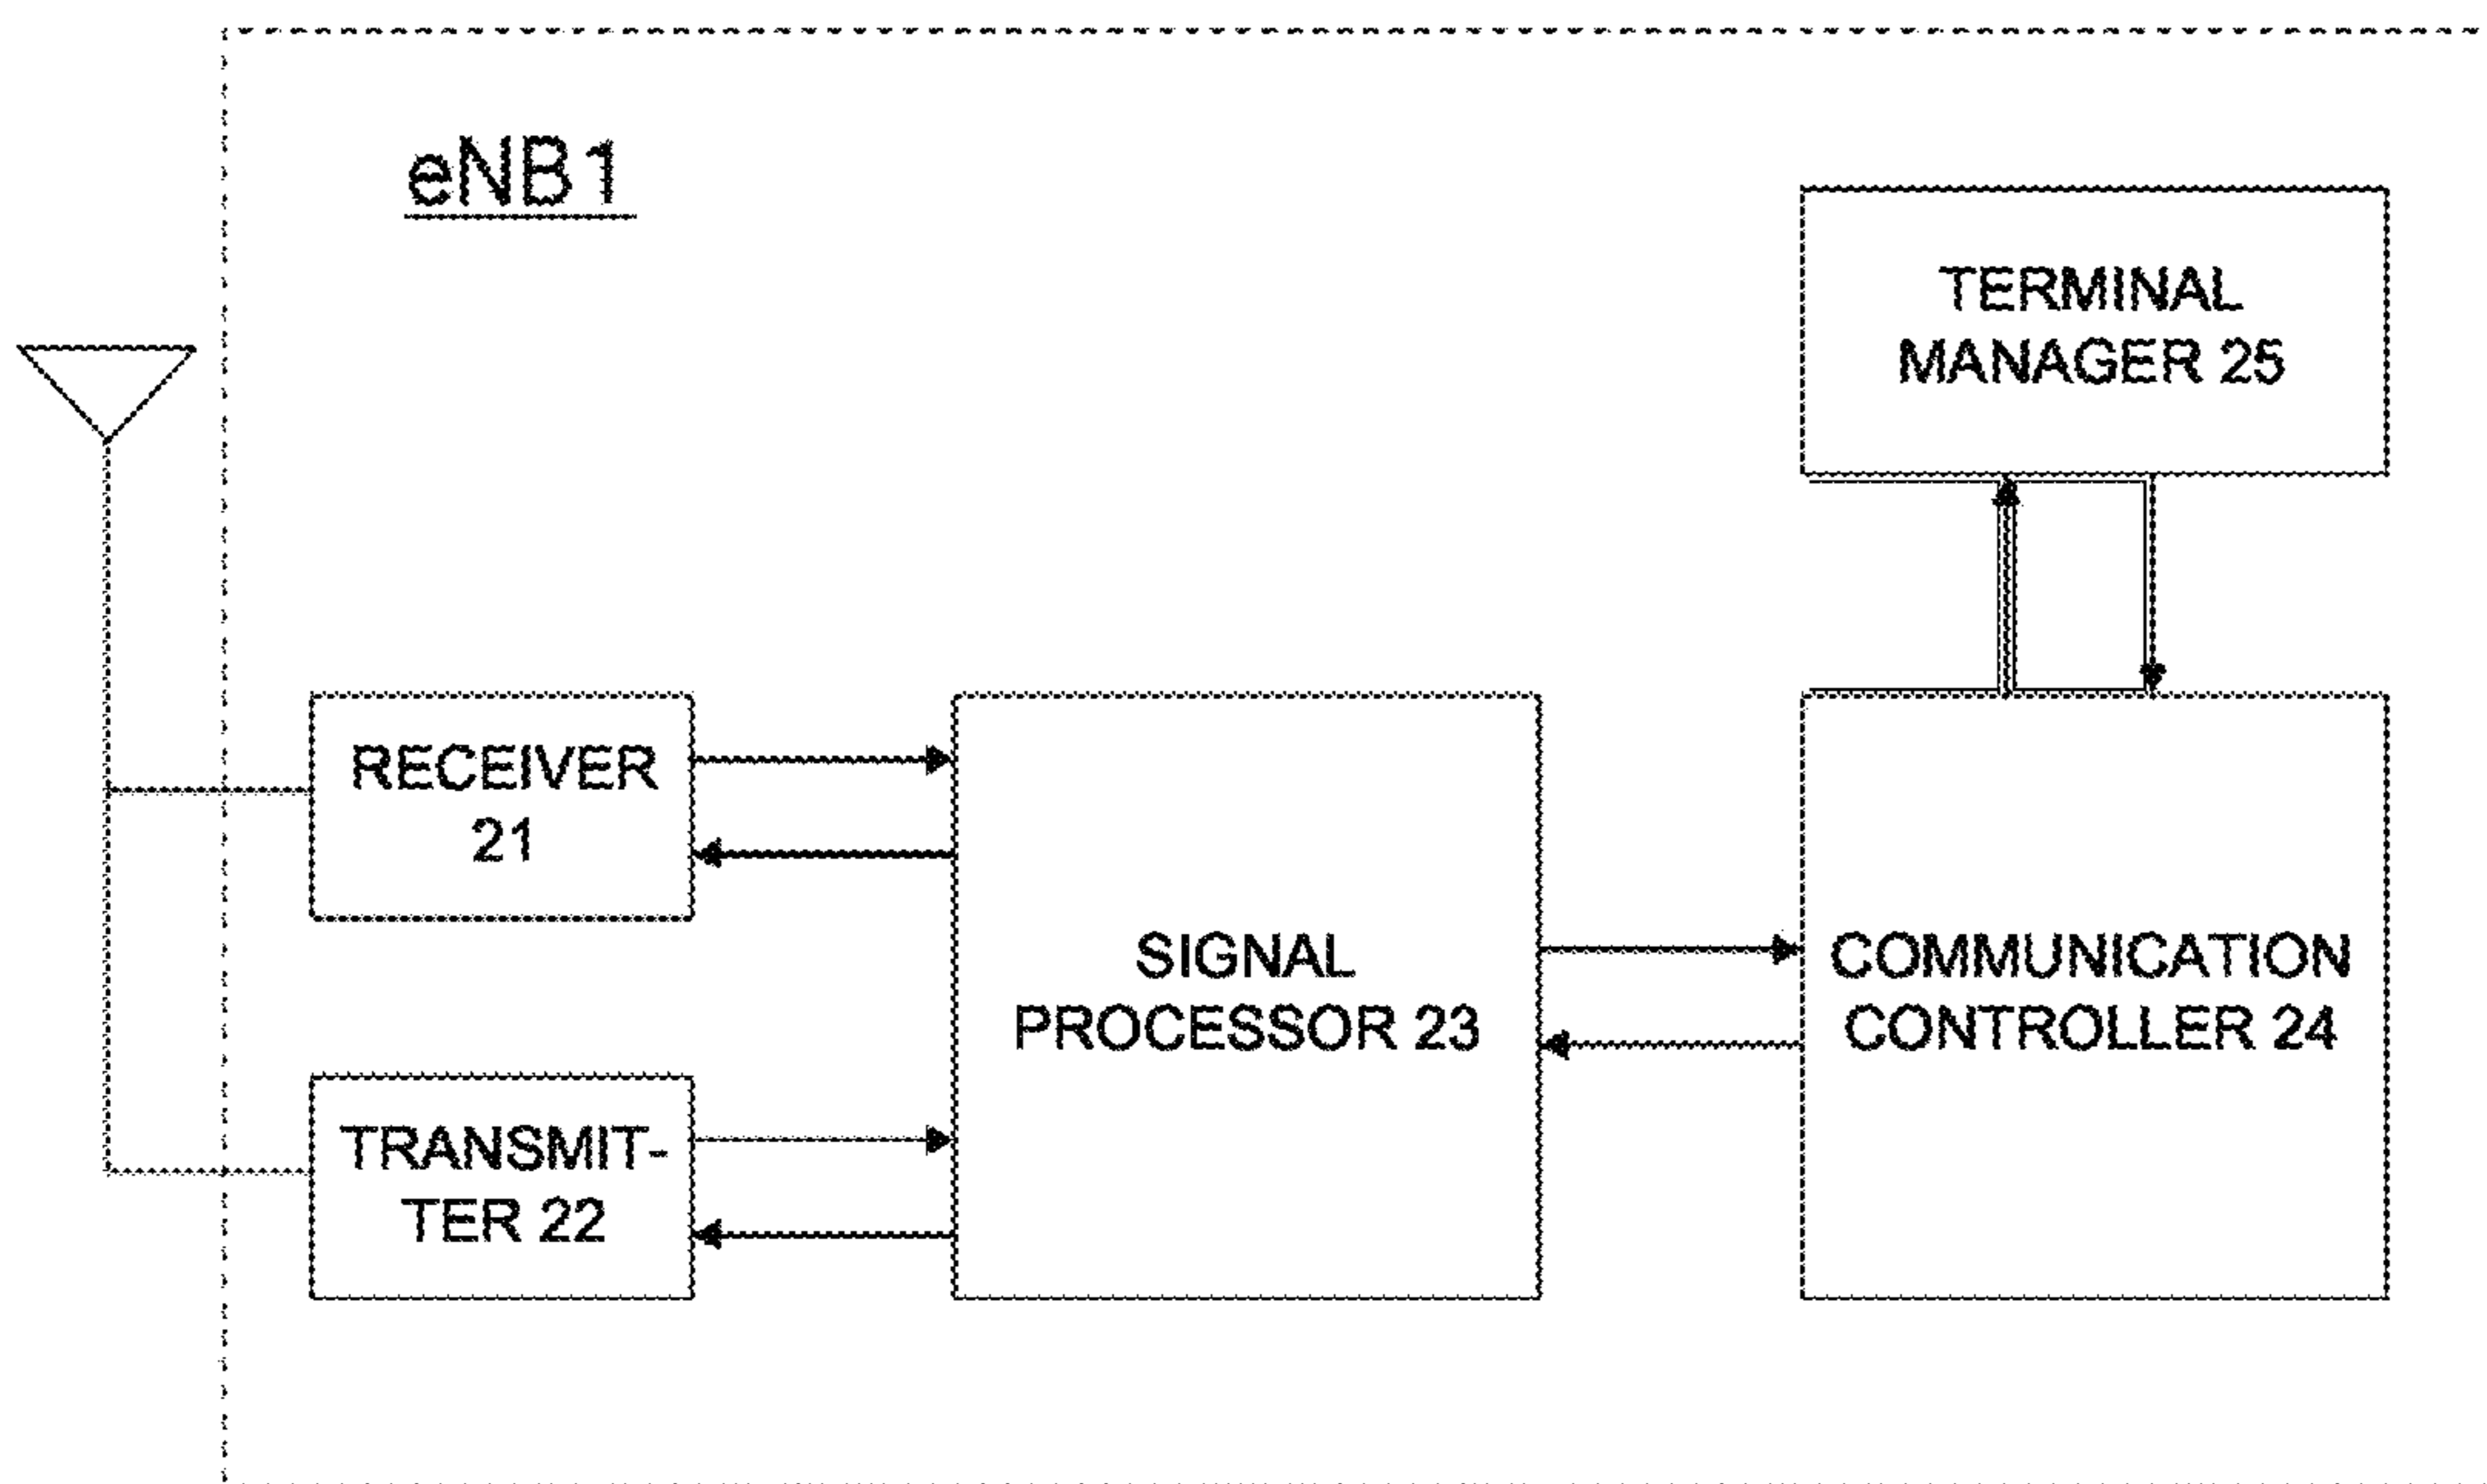 eNB1
TERMINAL
MANAGER 25
RECEIVER
21
SIGNAL
PROCESSOR 23
COMMUNICATION
CONTROLLER 24
TRANSMIT-
TER 22